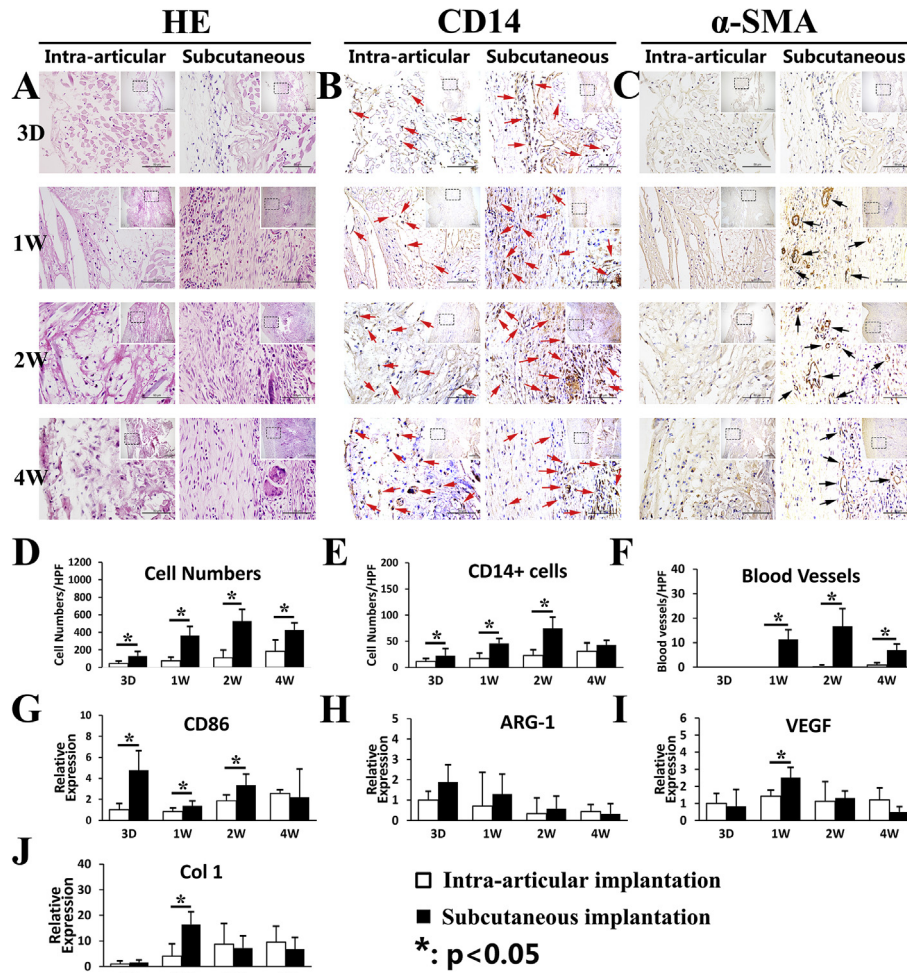 HE CD14 α-SMA
Intra-articular Subcutaneous Intra-articular Subcutaneous Intra-articular Subcutaneous
A B C
3D
1W
2W
4W
D E F
Cell Numbers
Cell Numbers/HPF
1200
1000
800
600
400
200
0
* * * *
3D 1W 2W 4W
CD14+ cells
Cell Numbers/HPF
200
150
100
50
0
* * *
3D 1W 2W 4W
Blood Vessels
Blood vessels/HPF
40
30
20
10
0
* * *
3D 1W 2W 4W
G H I
CD86
Relative Expression
10
8
6
4
2
0
* * *
3D 1W 2W 4W
ARG-1
Relative Expression
5
4
3
2
1
0
3D 1W 2W 4W
VEGF
Relative Expression
6
5
4
3
2
1
0
*
3D 1W 2W 4W
J
Col 1
Relative Expression
40
30
20
10
0
*
3D 1W 2W 4W
Intra-articular implantation
Subcutaneous implantation
*: p<0.05